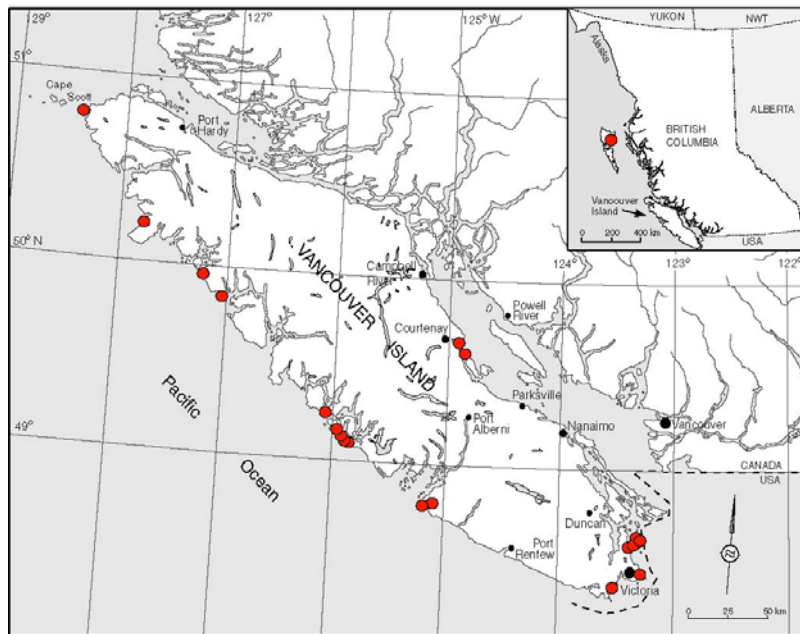 129°
127°
125° W
51°
Cape
Scott
Port
Hardy
50° N
VANCOUVER ISLAND
Campbell
River
Powell
River
124°
123°
122°
Courtenay
Pacific
Ocean
Parksville
Port
Alberni
Nanaimo
Vancouver
49°
CANADA
USA
Duncan
Port
Renfew
Victoria
N
0 25 50 km
YUKON
NWT
Alaska
BRITISH
COLUMBIA
ALBERTA
Vancouver
Island
0 200 400 km
USA